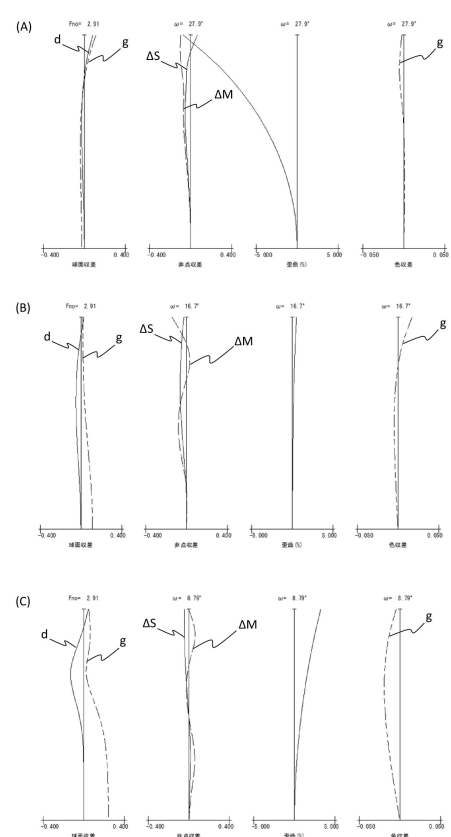 (A)
Fno= 2.91 ω= 27.9° ω= 27.9° ω= 27.9°
d g ΔS ΔM g
-0.400 0.400 -0.400 0.400 -5.000 5.000 -0.050 0.050
球面収差 非点収差 歪曲(%) 色収差
(B)
Fno= 2.91 ω= 16.7° ω= 16.7° ω= 16.7°
d g ΔS ΔM g
-0.400 0.400 -0.400 0.400 -5.000 5.000 -0.050 0.050
球面収差 非点収差 歪曲(%) 色収差
(C)
Fno= 2.91 ω= 8.79° ω= 8.79° ω= 8.79°
d g ΔS ΔM g
-0.400 0.400 -0.400 0.400 -5.000 5.000 -0.050 0.050
球面収差 非点収差 歪曲(%) 色収差